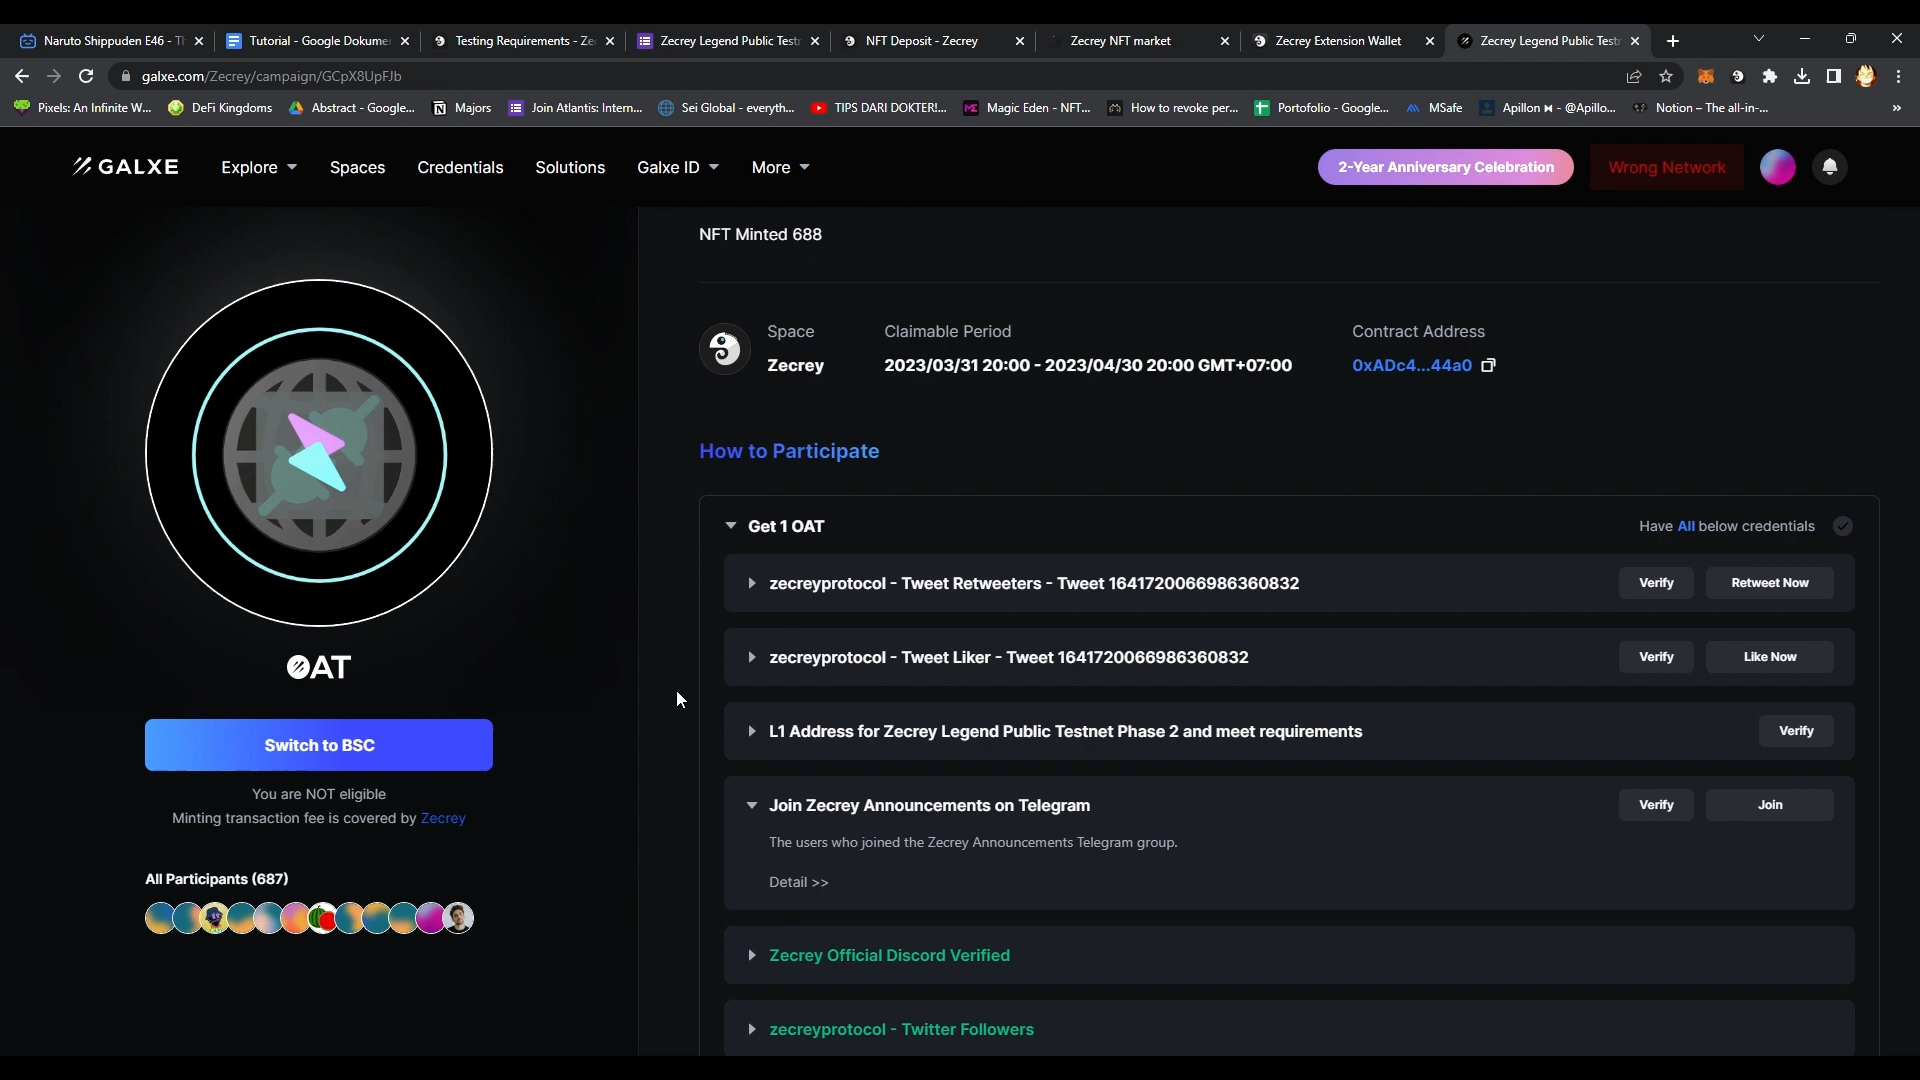 Naruto Shippuden E46 - Th
Tutorial - Google Dokume
Testing Requirements - Ze
Zecrey Legend Public Test
NFT Deposit - Zecrey
Zecrey NFT market
Zecrey Extension Wallet
Zecrey Legend Public Test
galxe.com/Zecrey/campaign/GCpX8UpFJb
Pixels: An Infinite W...
DeFi Kingdoms
Abstract - Google...
Majors
Join Atlantis: Intern...
Sei Global - everyth...
TIPS DARI DOKTER!...
Magic Eden - NFT...
How to revoke per...
Portofolio - Google...
MSafe
Apillon ⋈ - @Apillo...
Notion – The all-in-...
»
GALXE
Explore
Spaces
Credentials
Solutions
Galxe ID
More
2-Year Anniversary Celebration
Wrong Network
NFT Minted 688
Space
Zecrey
Claimable Period
2023/03/31 20:00 - 2023/04/30 20:00 GMT+07:00
Contract Address
0xADc4...44a0
How to Participate
Get 1 OAT
Have All below credentials
zecreyprotocol - Tweet Retweeters - Tweet 1641720066986360832
Verify
Retweet Now
zecreyprotocol - Tweet Liker - Tweet 1641720066986360832
Verify
Like Now
L1 Address for Zecrey Legend Public Testnet Phase 2 and meet requirements
Verify
Join Zecrey Announcements on Telegram
Verify
Join
The users who joined the Zecrey Announcements Telegram group.
Detail >>
Zecrey Official Discord Verified
zecreyprotocol - Twitter Followers
OAT
Switch to BSC
You are NOT eligible
Minting transaction fee is covered by Zecrey
All Participants (687)